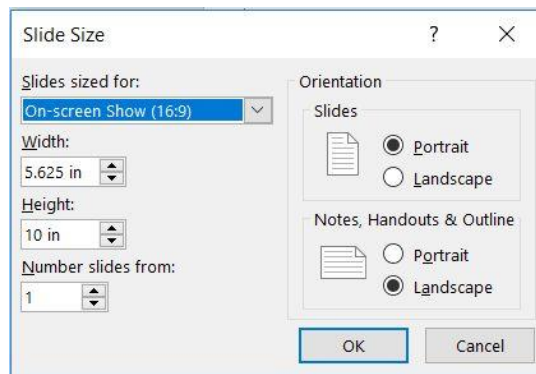 Slide Size
?
Slides sized for:
On-screen Show (16:9)
Width:
5.625 in
Height:
10 in
Number slides from:
1
Orientation
Slides
Portrait
Landscape
Notes, Handouts & Outline
Portrait
Landscape
OK
Cancel